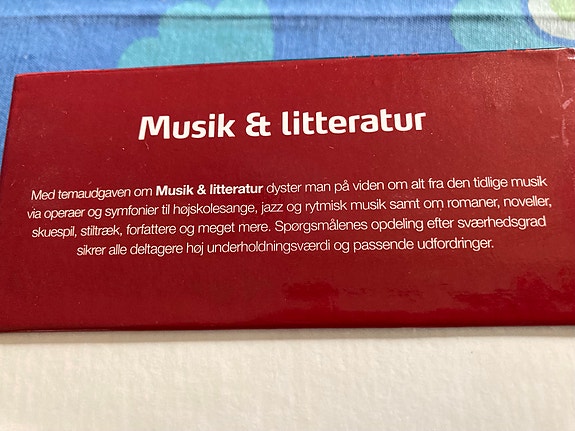 Musik & litteratur
Med temaudgaven om Musik & litteratur dyster man på viden om alt fra den tidlige musik
via operaer og symfonier til højskolesange, jazz og rytmisk musik samt om romaner, noveller,
skuespil, stiltræk, forfattere og meget mere. Spørgsmålenes opdeling efter sværhedsgrad
sikrer alle deltagere høj underholdningsværdi og passende udfordringer.